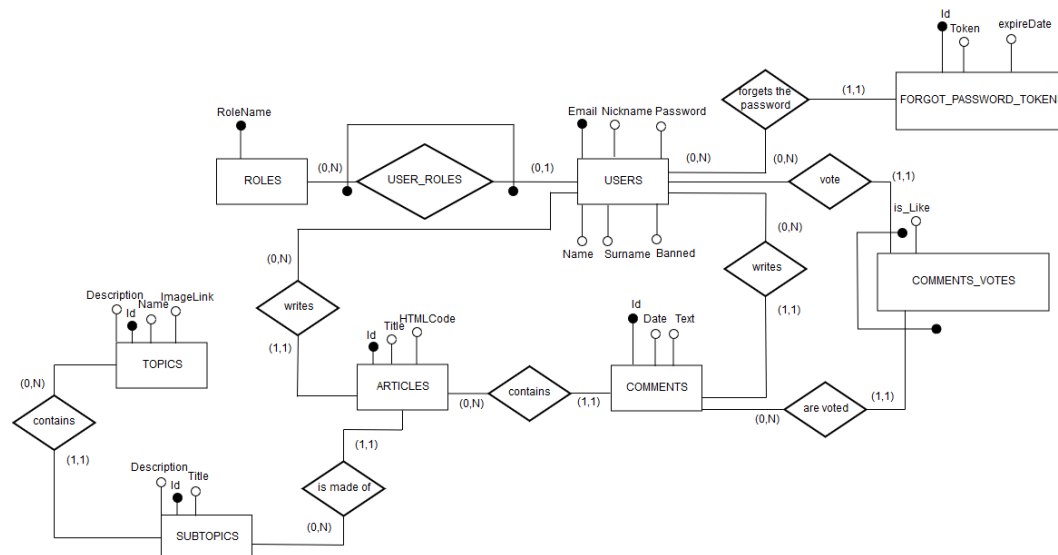 Id
Token
expireDate
FORGOT_PASSWORD_TOKEN
forgets the
password
(1,1)
(0,N)
RoleName
ROLES
(0,N)
USER_ROLES
(0,1)
Email
Nickname
Password
USERS
Name
Surname
Banned
(0,N)
vote
(1,1)
is_Like
COMMENTS_VOTES
(0,N)
writes
(1,1)
(0,N)
writes
(1,1)
Description
Id
Name
ImageLink
TOPICS
Id
Title
HTMLCode
ARTICLES
(0,N)
contains
(1,1)
Id
Date
Text
COMMENTS
(0,N)
are voted
(1,1)
(0,N)
contains
(1,1)
(1,1)
is made of
(0,N)
Description
Id
Title
SUBTOPICS